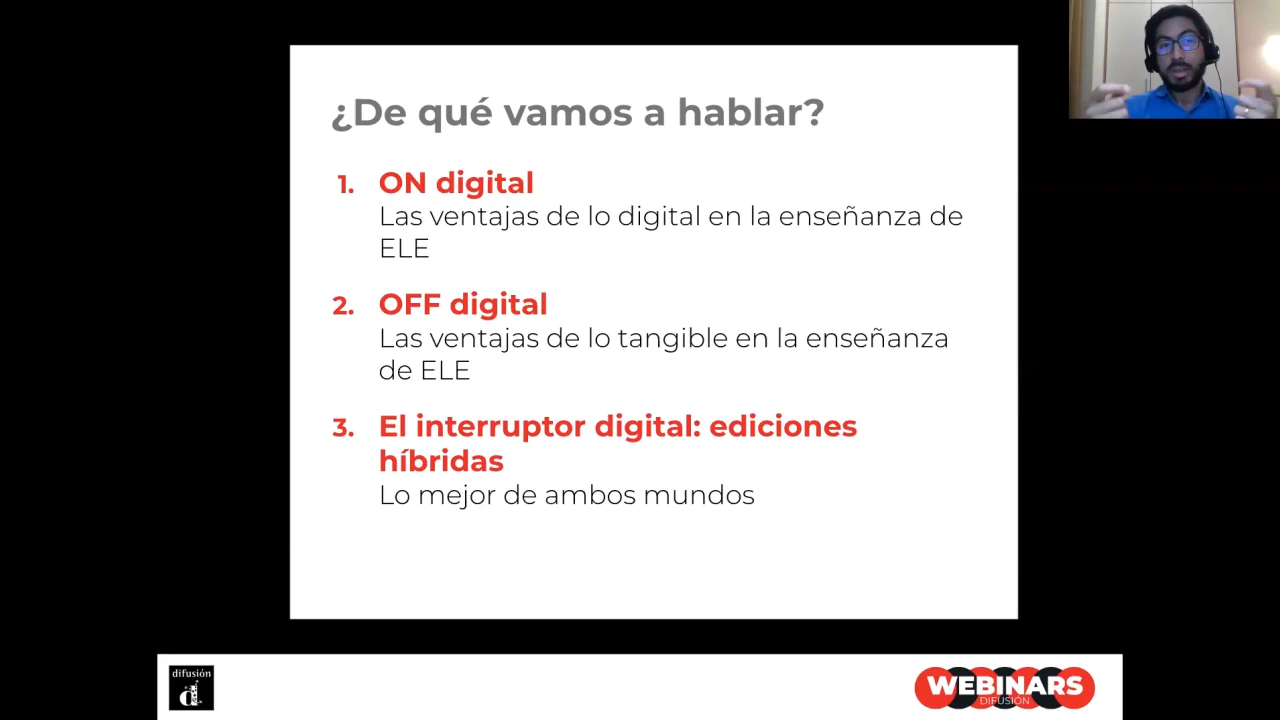 ¿De qué vamos a hablar?
1. ON digital
Las ventajas de lo digital en la enseñanza de
ELE
2. OFF digital
Las ventajas de lo tangible en la enseñanza
de ELE
3. El interruptor digital: ediciones
híbridas
Lo mejor de ambos mundos
difusión
d
WEBINARS
DIFUSIÓN